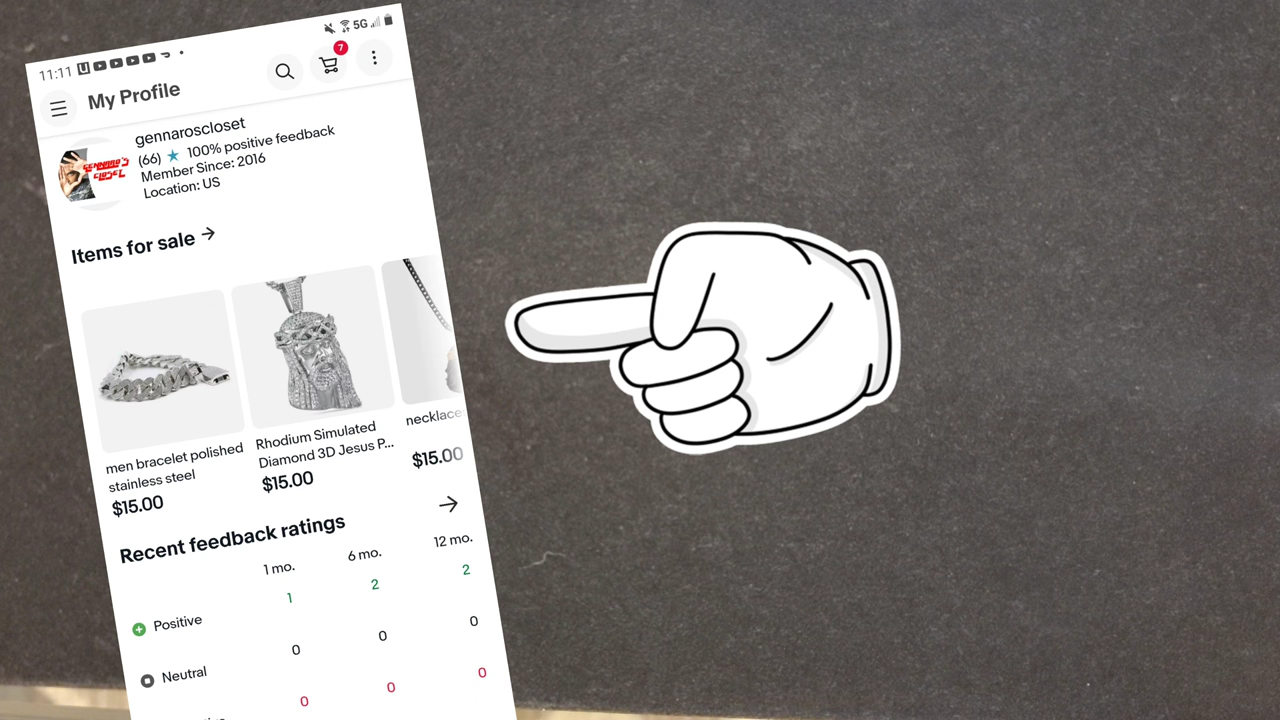 11:11
5G
7
My Profile
gennaroscloset
(66) ★ 100% positive feedback
Member Since: 2016
Location: US
GENNARO'S
CLOSET
Items for sale →
men bracelet polished
stainless steel
$15.00
Rhodium Simulated
Diamond 3D Jesus P...
$15.00
necklace
$15.00
Recent feedback ratings
1 mo. 6 mo. 12 mo.
Positive 1 2 2
Neutral 0 0 0
0 0 0